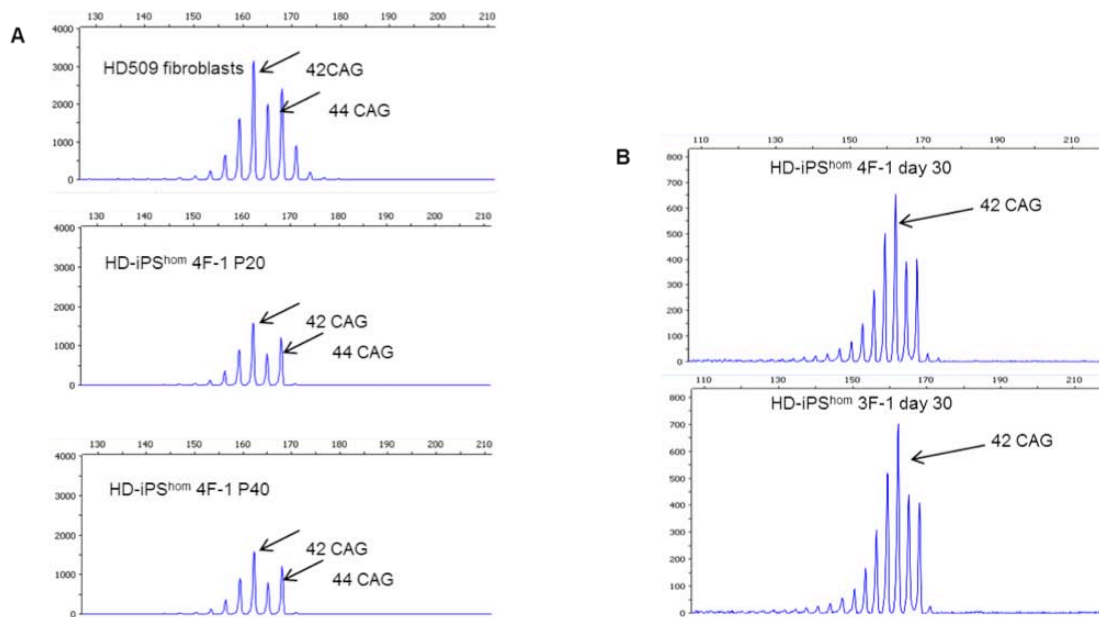 A
130 140 150 160 170 180 190 200 210
4000
3000
2000
1000
0
HD509 fibroblasts
42CAG
44 CAG
130 140 150 160 170 180 190 200 210
4000
3000
2000
1000
0
HD-iPShom 4F-1 P20
42 CAG
44 CAG
130 140 150 160 170 180 190 200 210
4000
3000
2000
1000
0
HD-iPShom 4F-1 P40
42 CAG
44 CAG
B
110 130 150 170 190 210
800
700
600
500
400
300
200
100
0
HD-iPShom 4F-1 day 30
42 CAG
110 130 150 170 190 210
HD-iPShom 3F-1 day 30
800
700
600
500
400
300
200
100
0
42 CAG